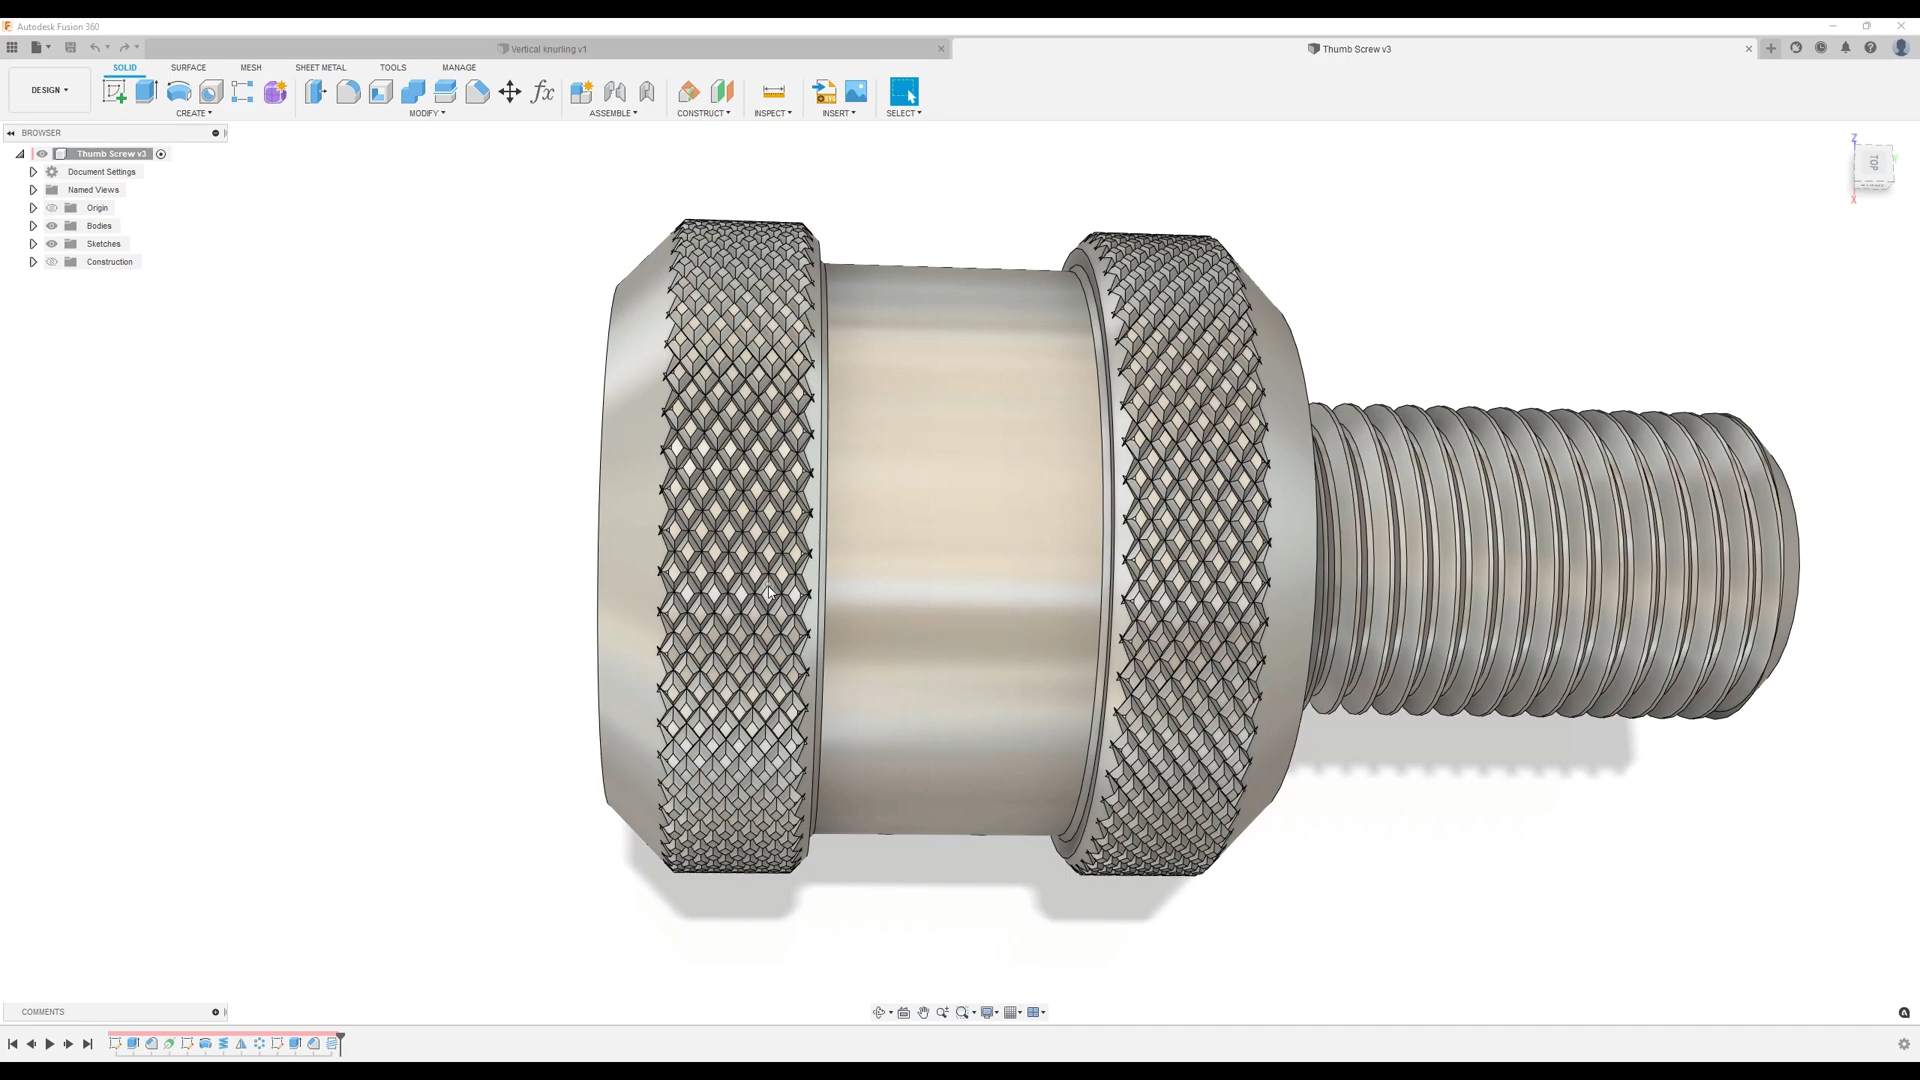 Autodesk Fusion 360
Vertical knurling v1
Thumb Screw v3
SOLID SURFACE MESH SHEET METAL TOOLS MANAGE
DESIGN
CREATE MODIFY ASSEMBLE CONSTRUCT INSPECT INSERT SELECT
BROWSER
Thumb Screw v3
Document Settings
Named Views
Origin
Bodies
Sketches
Construction
Z
TOP
X
COMMENTS